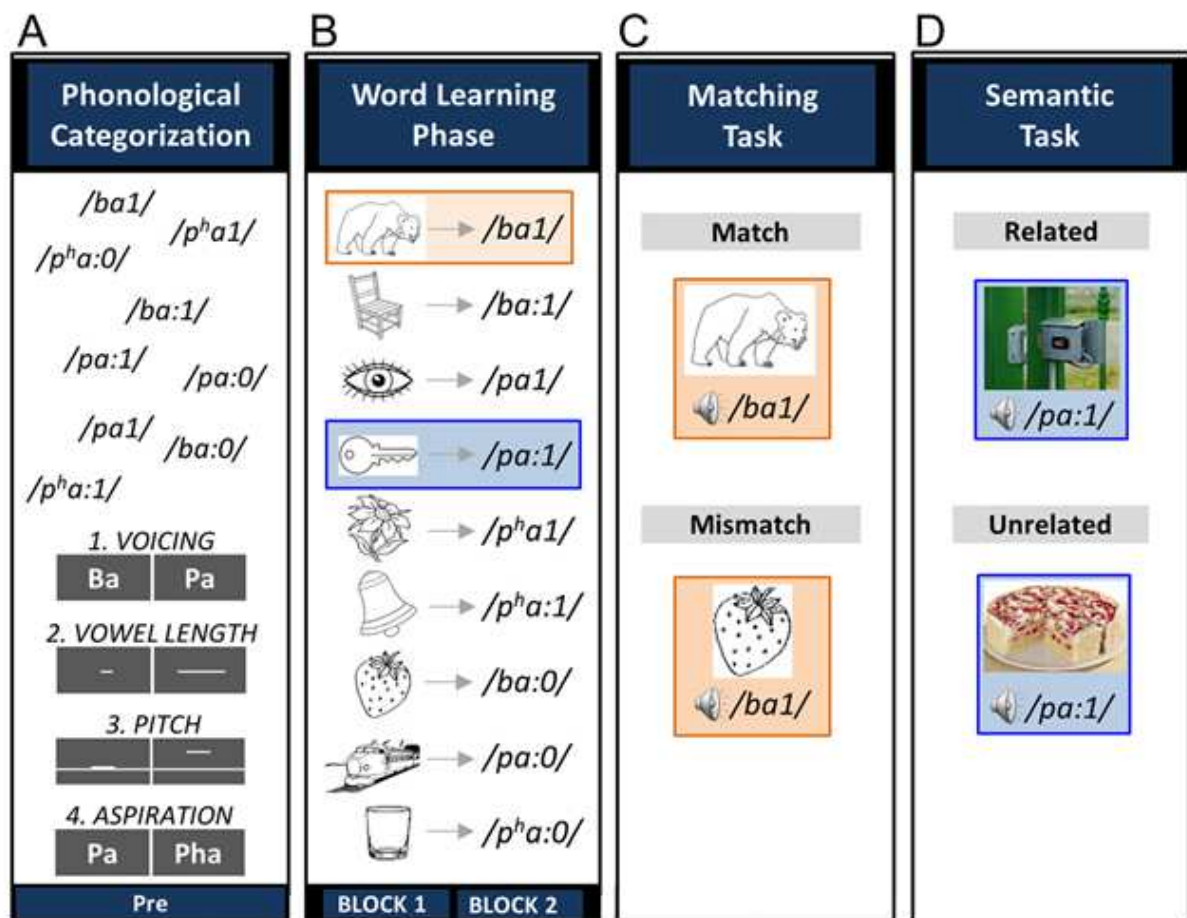 A
Phonological
Categorization
/ba1/
/pʰa1/
/pʰa:0/
/ba:1/
/pa:1/
/pa:0/
/pa1/
/ba:0/
/pʰa:1/
1. VOICING
Ba Pa
2. VOWEL LENGTH
3. PITCH
4. ASPIRATION
Pa Pha
Pre
B
Word Learning
Phase
/ba1/
/ba:1/
/pa1/
/pa:1/
/pʰa1/
/pʰa:1/
/ba:0/
/pa:0/
/pʰa:0/
BLOCK 1 BLOCK 2
C
Matching
Task
Match
/ba1/
Mismatch
/ba1/
D
Semantic
Task
Related
/pa:1/
Unrelated
/pa:1/